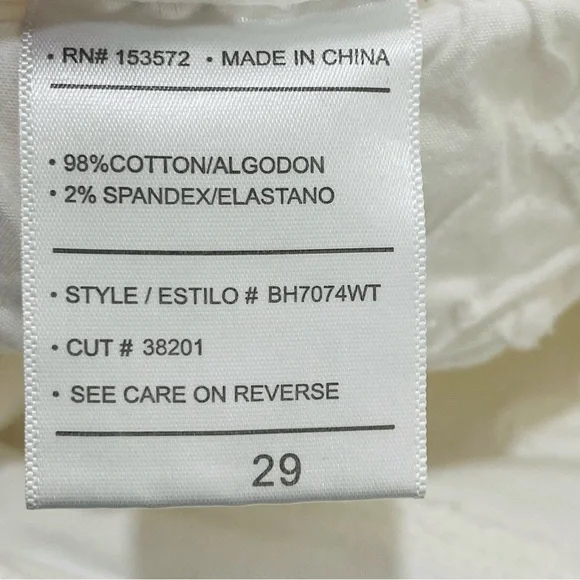 • RN# 153572 • MADE IN CHINA
• 98%COTTON/ALGODON
• 2% SPANDEX/ELASTANO
• STYLE / ESTILO # BH7074WT
• CUT # 38201
• SEE CARE ON REVERSE
29